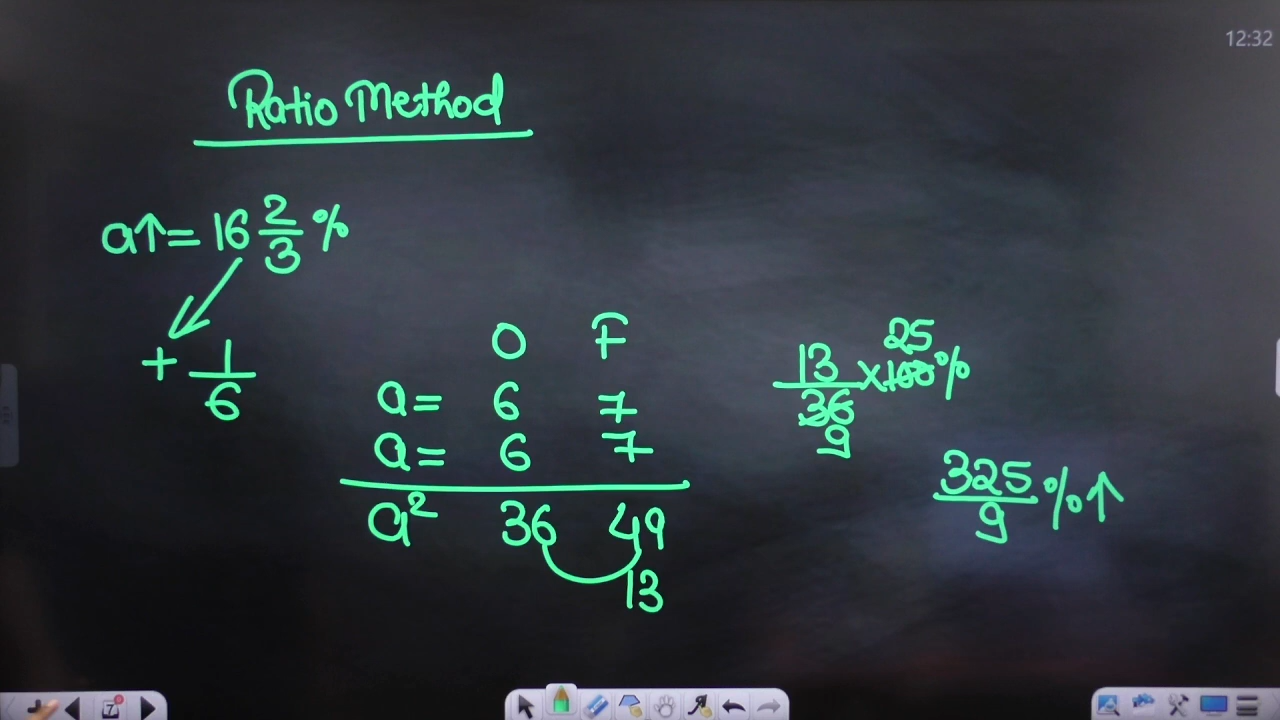 12:32
Ratio Method
a↑= 16 2/3 %
+ 1/6
O F
a= 6 7
a= 6 7
a² 36 49
13
13/36 x 100% 25
9
325/9 %↑
7